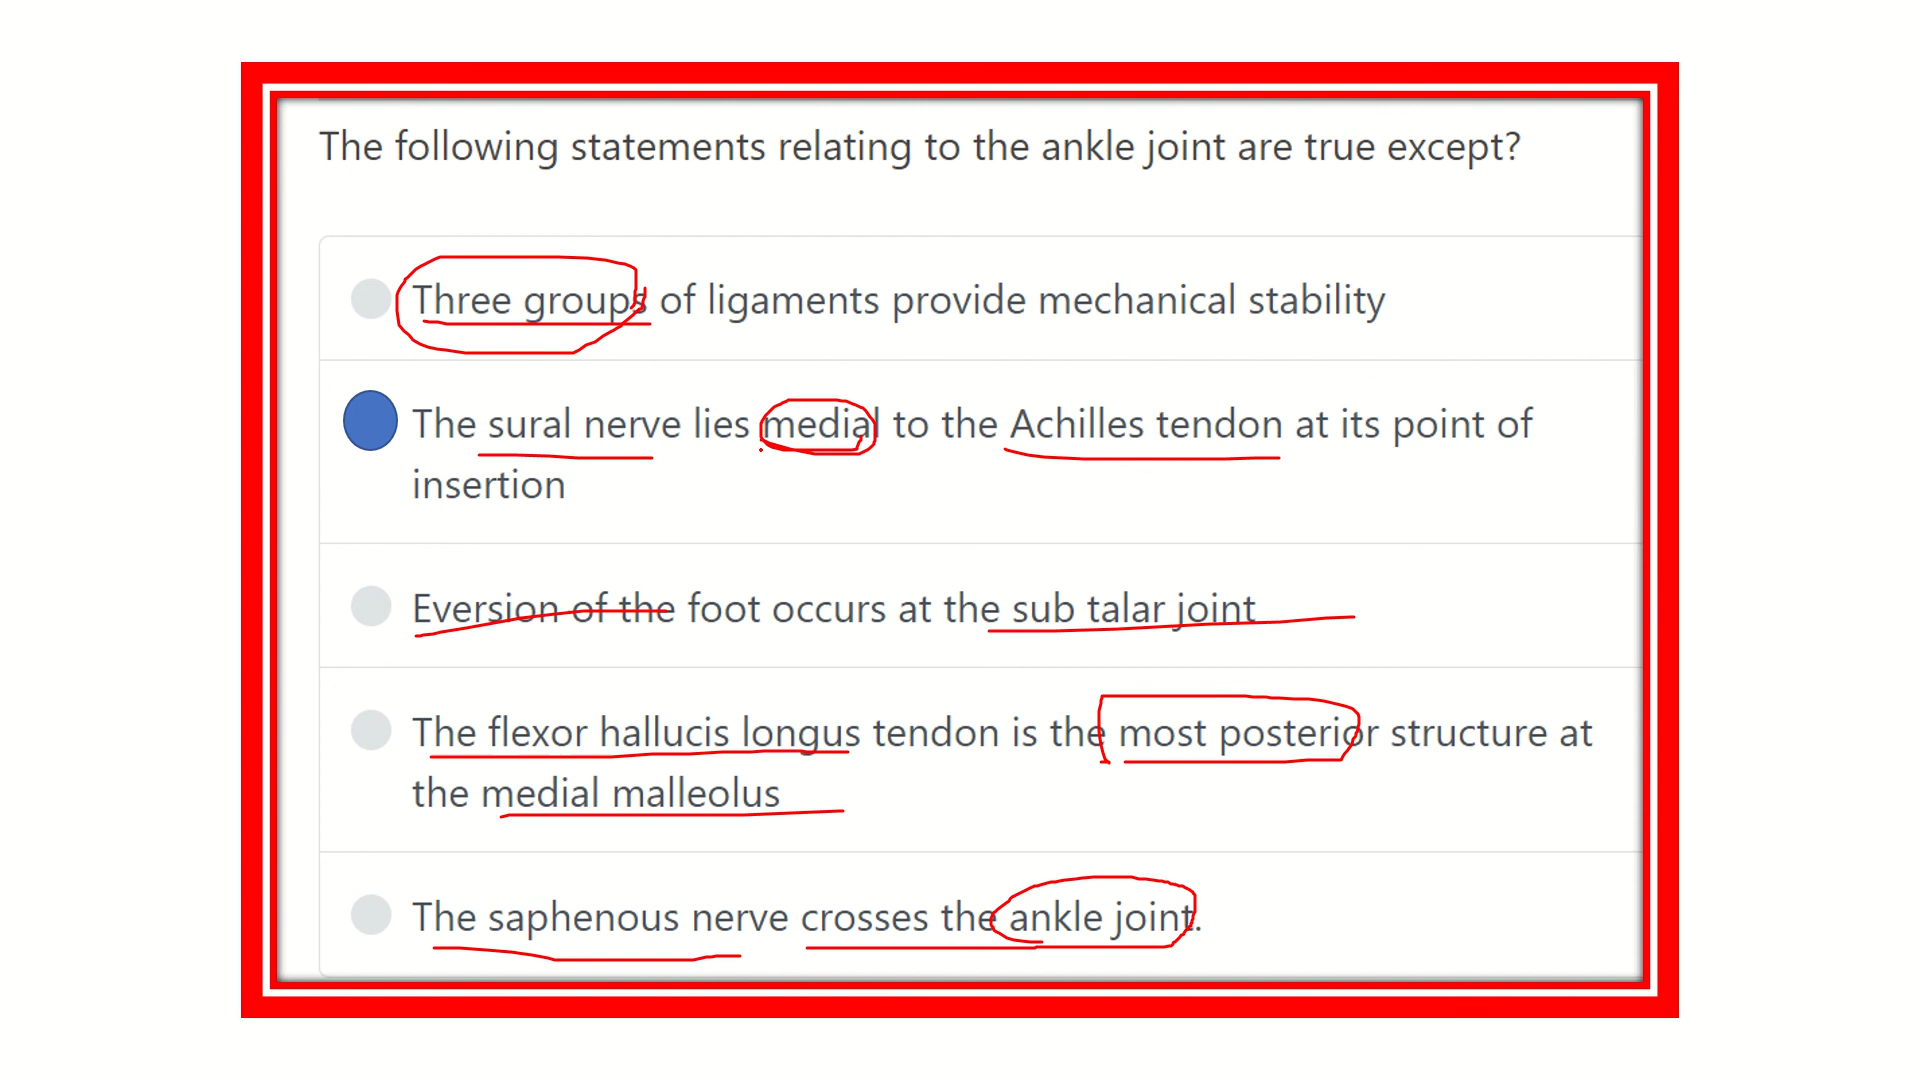 The following statements relating to the ankle joint are true except?
Three groups of ligaments provide mechanical stability
The sural nerve lies medial to the Achilles tendon at its point of
insertion
Eversion of the foot occurs at the sub talar joint
The flexor hallucis longus tendon is the most posterior structure at
the medial malleolus
The saphenous nerve crosses the ankle joint.